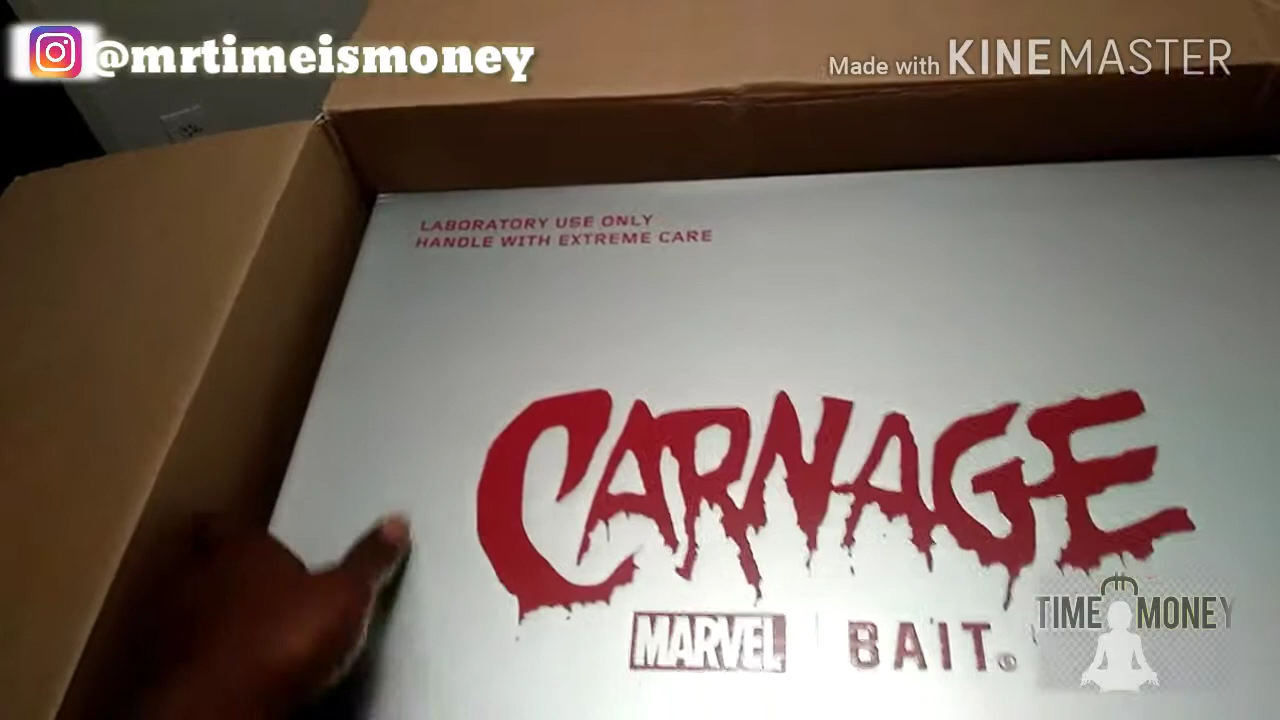 @mrtimeismoney
Made with KINEMASTER
LABORATORY USE ONLY
HANDLE WITH EXTREME CARE
CARNAGE
MARVEL
BAIT®
TIME MONEY